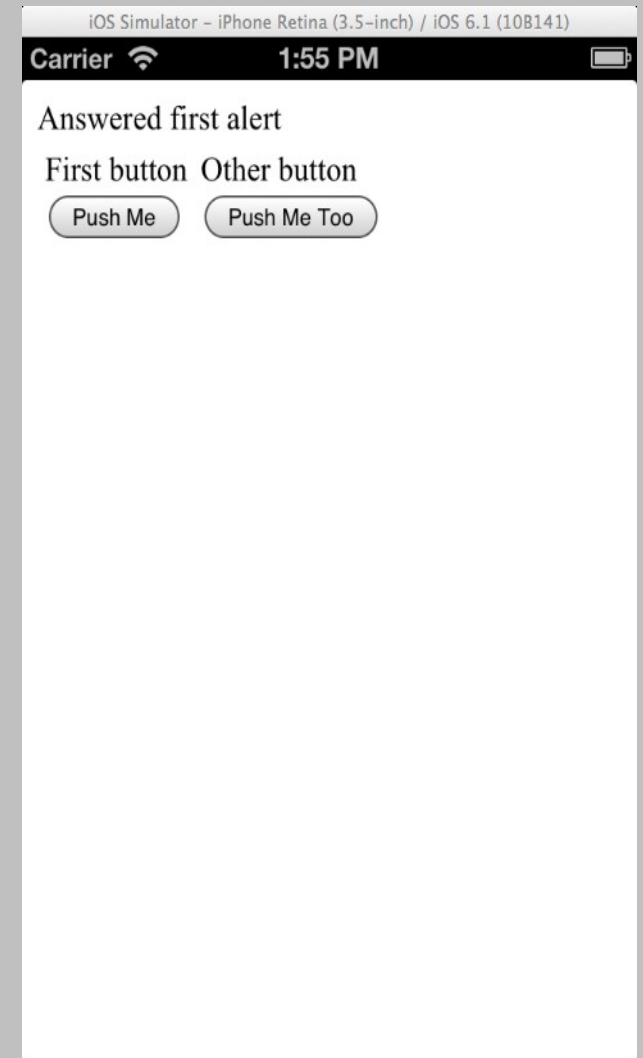 iOS Simulator – iPhone Retina (3.5-inch) / iOS 6.1 (10B141)
Carrier 1:55 PM
Answered first alert
First button Other button
Push Me Push Me Too